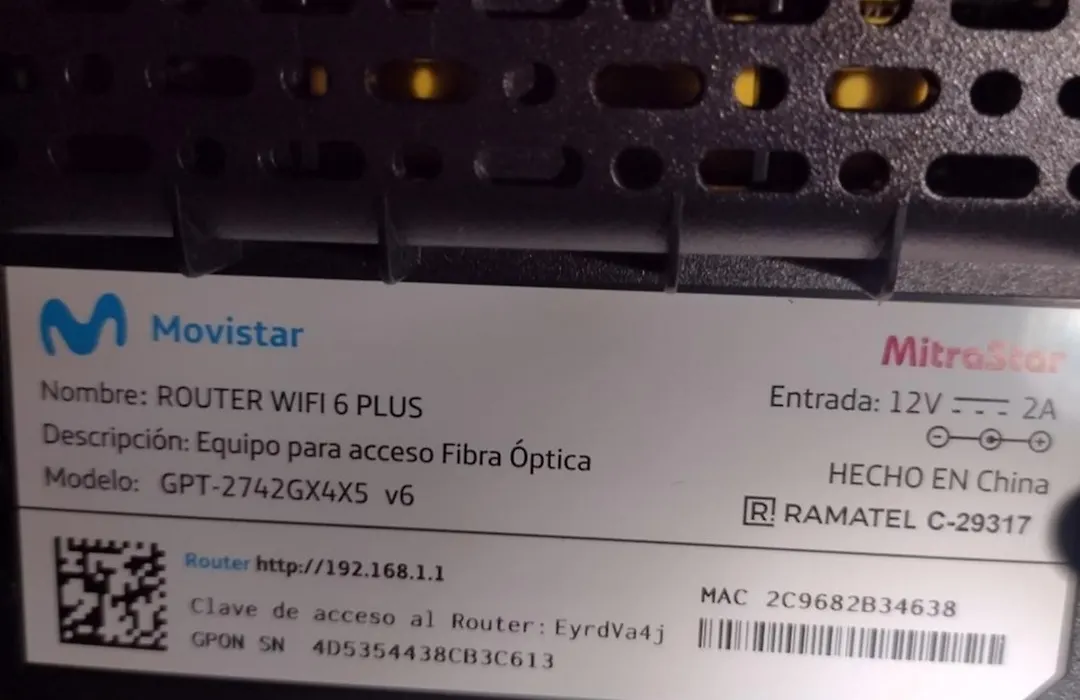 Movistar
MitraStar
Nombre: ROUTER WIFI 6 PLUS
Entrada: 12V 2A
Descripción: Equipo para acceso Fibra Óptica
Modelo: GPT-2742GX4X5 v6
HECHO EN China
R! RAMATEL C-29317
Router http://192.168.1.1
Clave de acceso al Router: EyrdVa4j
GPON SN 4D5354438CB3C613
MAC 2C9682B34638